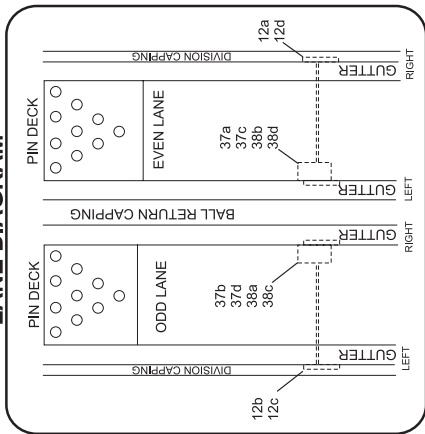 LANE DIAGRAM
12a
12d
DIVISION CAPPING
GUTTER
RIGHT
PIN DECK
EVEN LANE
37a
37c
38b
38d
GUTTER
LEFT
BALL RETURN CAPPING
GUTTER
RIGHT
PIN DECK
ODD LANE
37b
37d
38a
38c
GUTTER
LEFT
DIVISION CAPPING
12b
12c